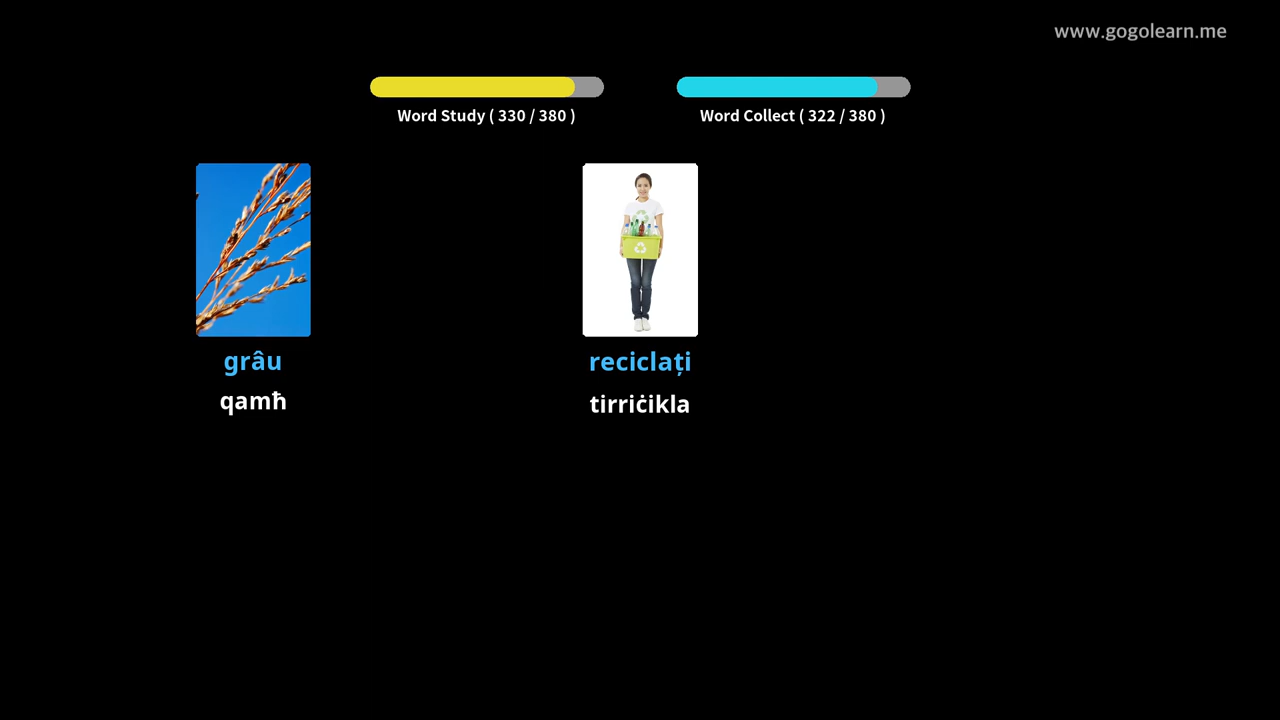 www.gogolearn.me
Word Study ( 330 / 380 )
Word Collect ( 322 / 380 )
grâu
qamħ
reciclați
tirriċikla